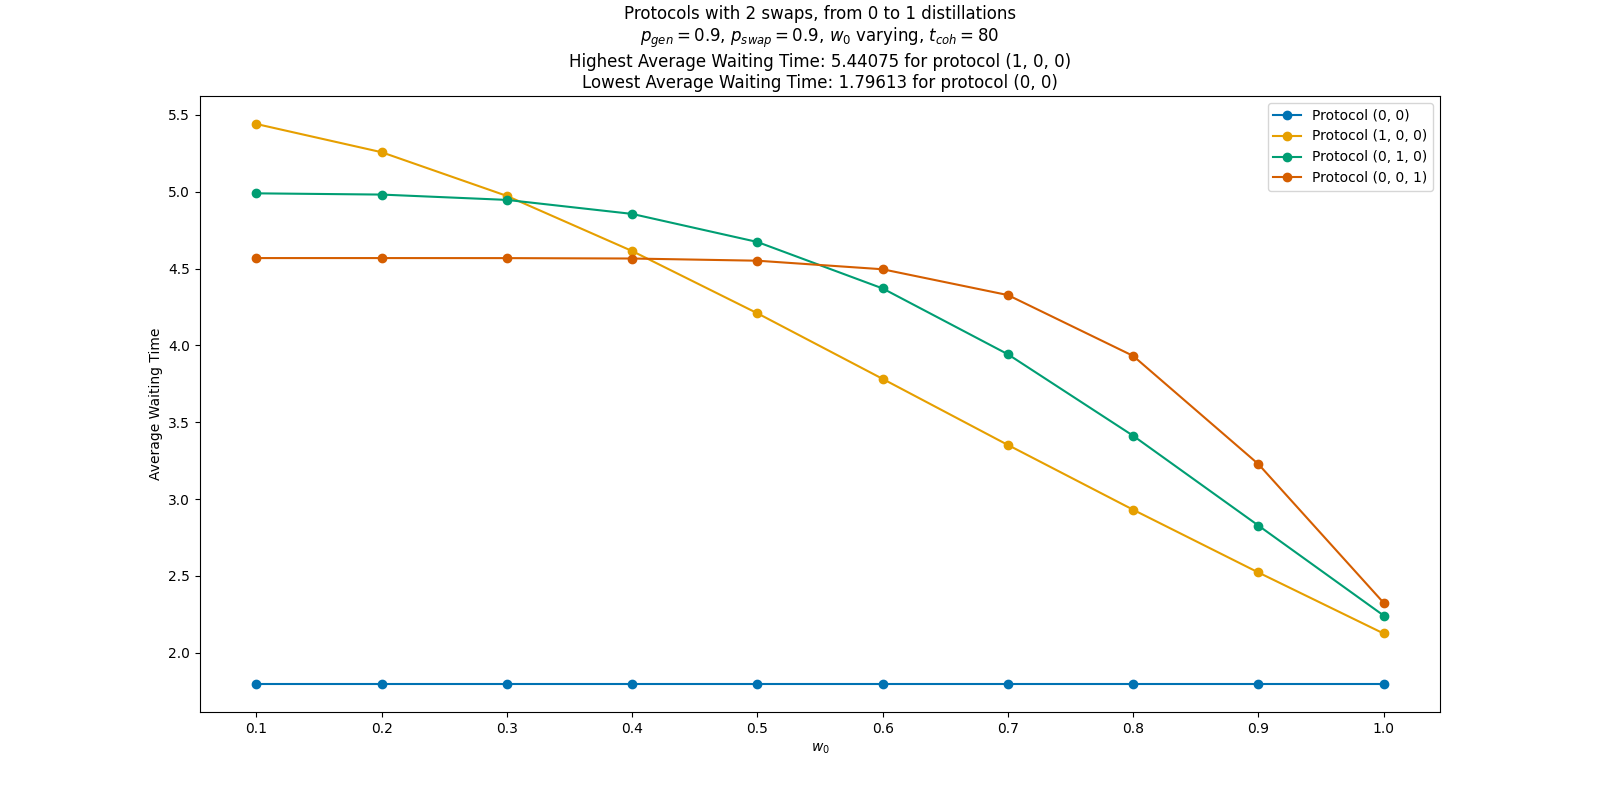 Protocols with 2 swaps, from 0 to 1 distillations
p_gen = 0.9, p_swap = 0.9, w_0 varying, t_coh = 80
Highest Average Waiting Time: 5.44075 for protocol (1, 0, 0)
Lowest Average Waiting Time: 1.79613 for protocol (0, 0)
Protocol (0, 0)
Protocol (1, 0, 0)
Protocol (0, 1, 0)
Protocol (0, 0, 1)
Average Waiting Time
5.5
5.0
4.5
4.0
3.5
3.0
2.5
2.0
0.1 0.2 0.3 0.4 0.5 0.6 0.7 0.8 0.9 1.0
w_0